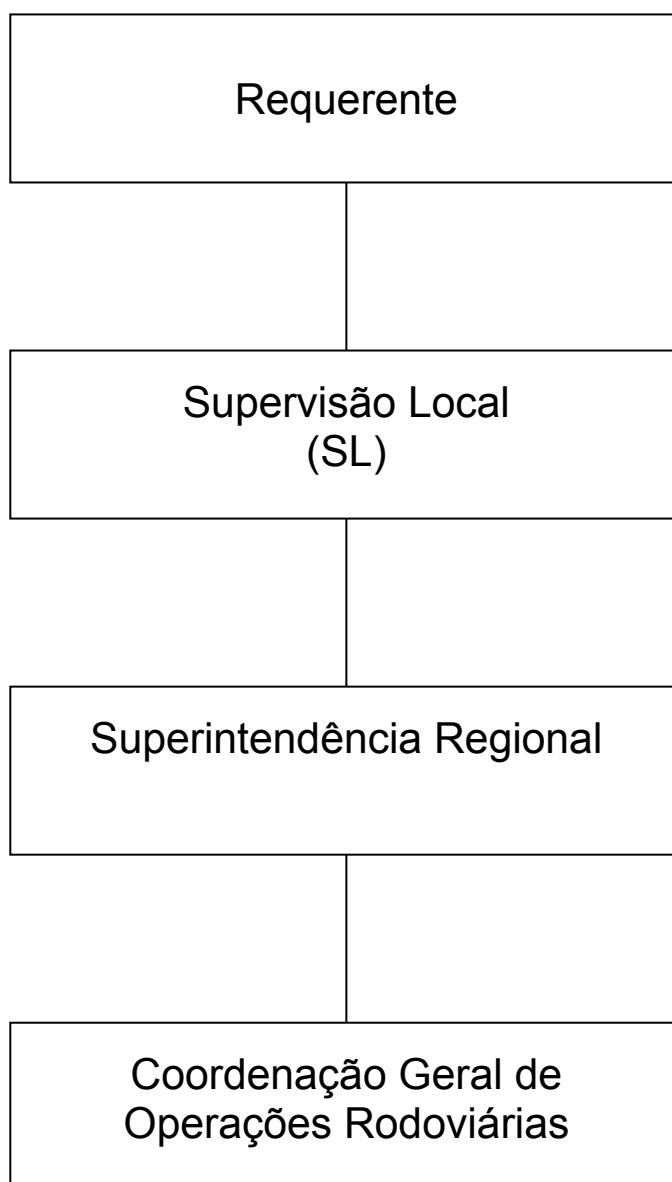 Requerente
Supervisão Local
(SL)
Superintendência Regional
Coordenação Geral de
Operações Rodoviárias